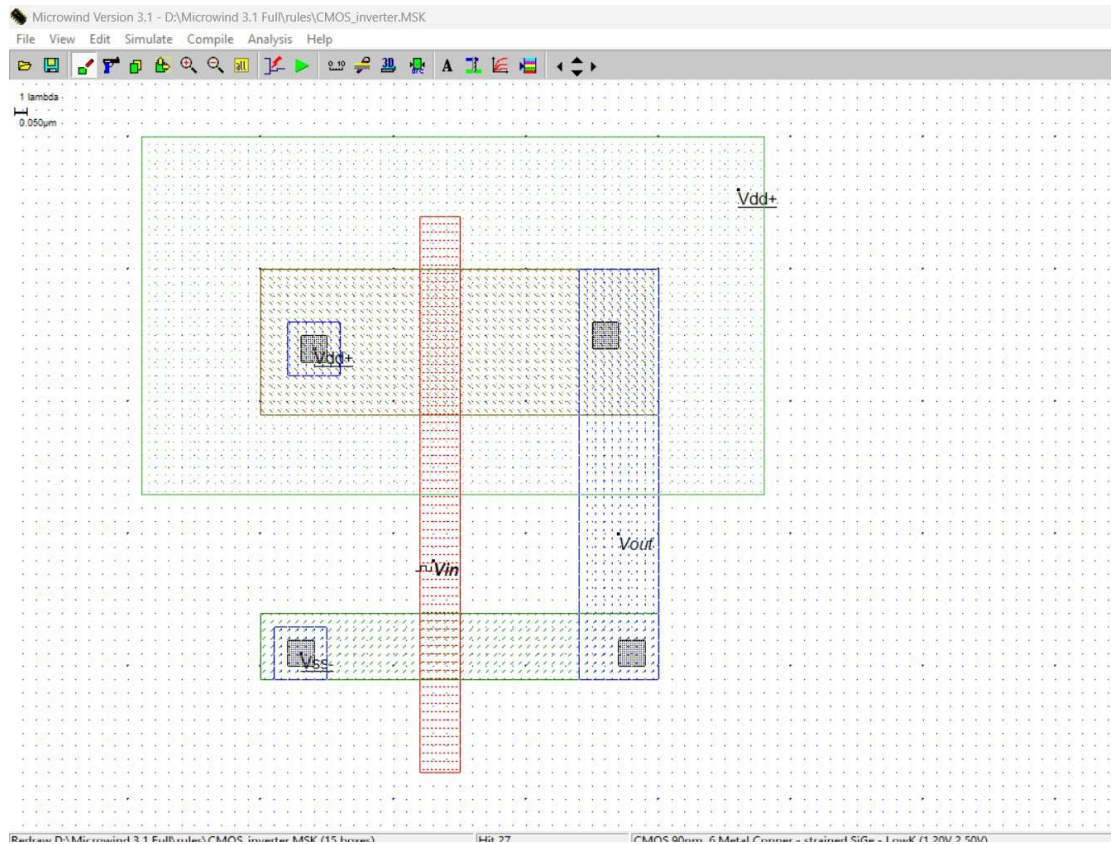 Microwind Version 3.1 - D:\Microwind 3.1 Full\rules\CMOS_inverter.MSK
File View Edit Simulate Compile Analysis Help
1 lambda
0.050µm
Vdd+
Vdd+
Vout
Vin
Vss-
Redraw D:\Microwind 3.1 Full\rules\CMOS_inverter.MSK (15 boxes) Hit 27 CMOS 90nm, 6 Metal Copper - strained SiGe - LowK (1.20V,2.50V)